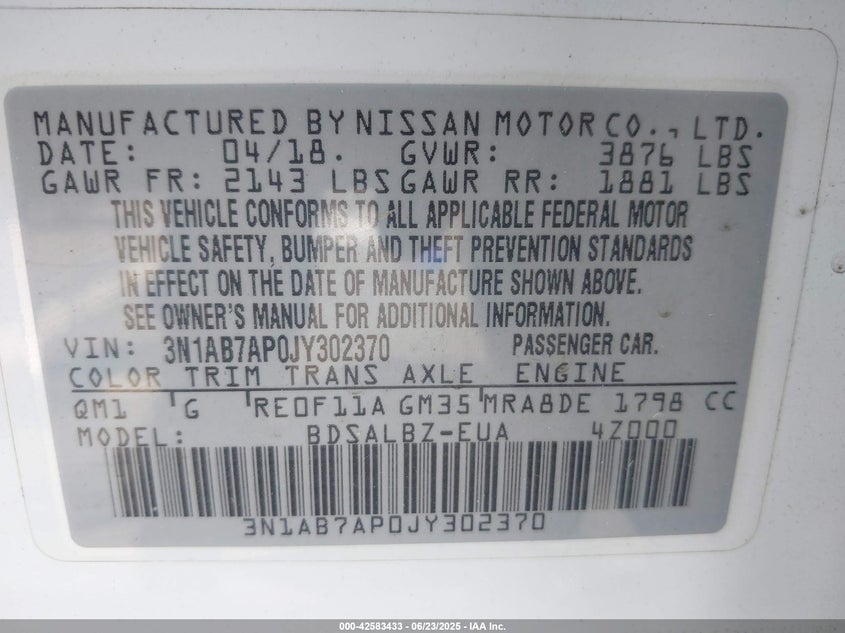 MANUFACTURED BY NISSAN MOTOR CO., LTD.
DATE: 04/18. GVWR: 3876 LBS
GAWR FR: 2143 LBS GAWR RR: 1881 LBS
THIS VEHICLE CONFORMS TO ALL APPLICABLE FEDERAL MOTOR
VEHICLE SAFETY, BUMPER AND THEFT PREVENTION STANDARDS
IN EFFECT ON THE DATE OF MANUFACTURE SHOWN ABOVE.
SEE OWNER'S MANUAL FOR ADDITIONAL INFORMATION.
VIN: 3N1AB7AP0JY302370 PASSENGER CAR.
COLOR TRIM TRANS AXLE ENGINE
QM1 G RE0F11A GM35 MRA8DE 1798 CC
MODEL: BDSALBZ-EUA 4Z000
3N1AB7AP0JY302370
000-42583433 - 06/23/2025 - IAA Inc.